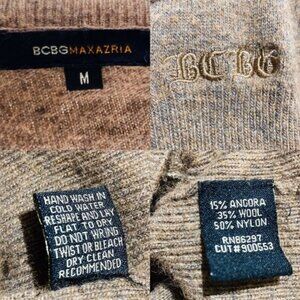 BCBGMAXAZRIA
M
BCBG
HAND WASH IN
COLD WATER
RESHAPE AND LAY
FLAT TO DRY
DO NOT WRING
TWIST OR BLEACH
DRY CLEAN
RECOMMENDED
15% ANGORA
35% WOOL
50% NYLON
RN86297
CUT#900553